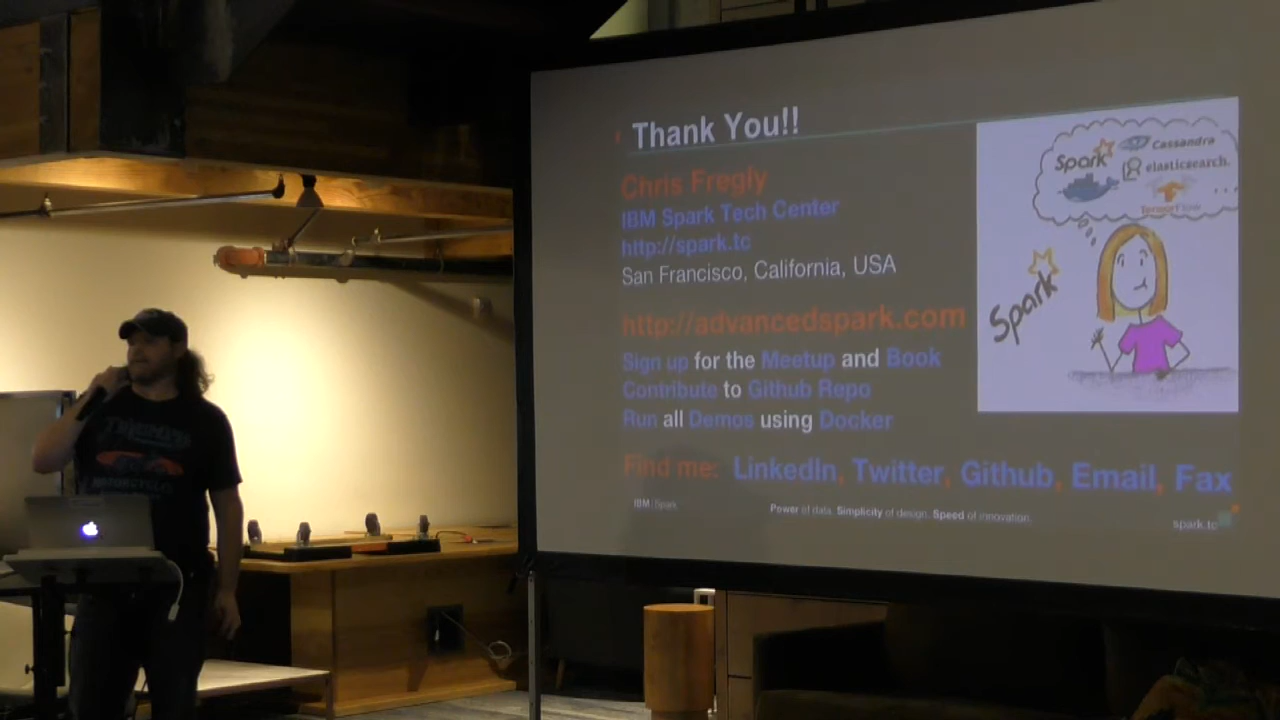 Thank You!!
Chris Fregly
IBM Spark Tech Center
http://spark.tc
San Francisco, California, USA
http://advancedspark.com
Sign up for the Meetup and Book
Contribute to Github Repo
Run all Demos using Docker
Find me: LinkedIn, Twitter, Github, Email, Fax
IBM | Spark
Power of data. Simplicity of design. Speed of innovation.
spark.tc
Spark
Cassandra
elasticsearch.
...
Spark
MOTORCYCLES